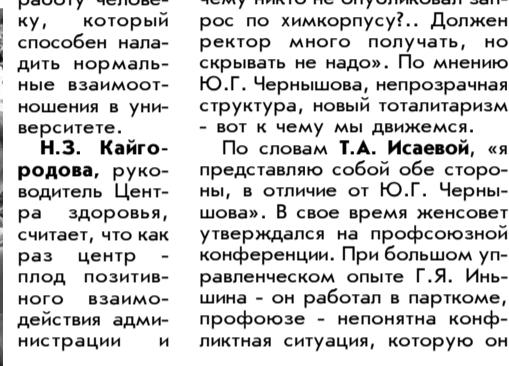 работу челове-
ку, который
способен нала-
дить нормаль-
ные взаимоот-
ношения в уни-
верситете.
Н.З. Кайго-
родова, руко-
водитель Цент-
ра здоровья,
считает, что как
раз центр -
плод позитив-
ного взаимо-
действия адми-
нистрации и
чему никто не опубликовал зап-
рос по химкорпусу?.. Должен
ректор много получать, но
скрывать не надо». По мнению
Ю.Г. Чернышова, непрозрачная
структура, новый тоталитаризм
- вот к чему мы движемся.
По словам Т.А. Исаевой, «я
представляю собой обе сторо-
ны, в отличие от Ю.Г. Черны-
шова». В свое время женсовет
утверждался на профсоюзной
конференции. При большом уп-
равленческом опыте Г.Я. Инь-
шина - он работал в парткоме,
профоюзе - непонятна конф-
ликтная ситуация, которую он